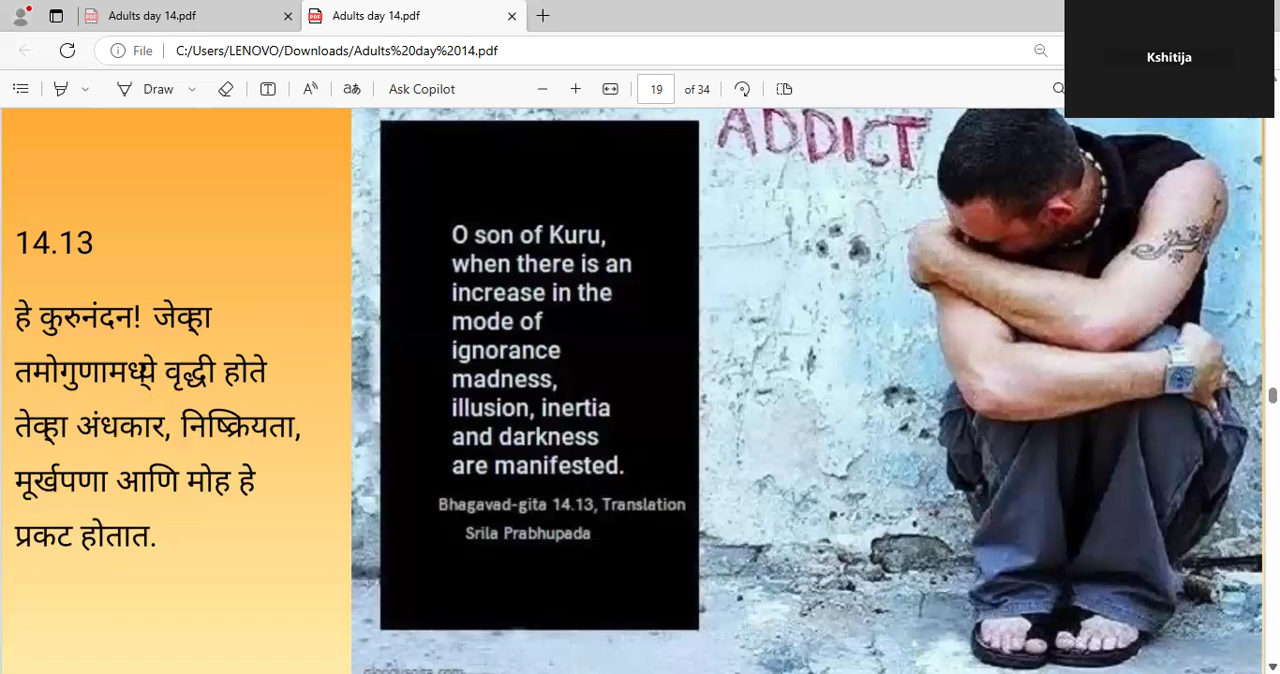 Adults day 14.pdf
Adults day 14.pdf
File
C:/Users/LENOVO/Downloads/Adults%20day%2014.pdf
Kshitija
Draw
Ask Copilot
19
of 34
14.13
हे कुरुनंदन! जेव्हा
तमोगुणामध्ये वृद्धी होते
तेव्हा अंधकार, निष्क्रियता,
मूर्खपणा आणि मोह हे
प्रकट होतात.
O son of Kuru,
when there is an
increase in the
mode of
ignorance
madness,
illusion, inertia
and darkness
are manifested.
Bhagavad-gita 14.13, Translation
Srila Prabhupada
ADDICT